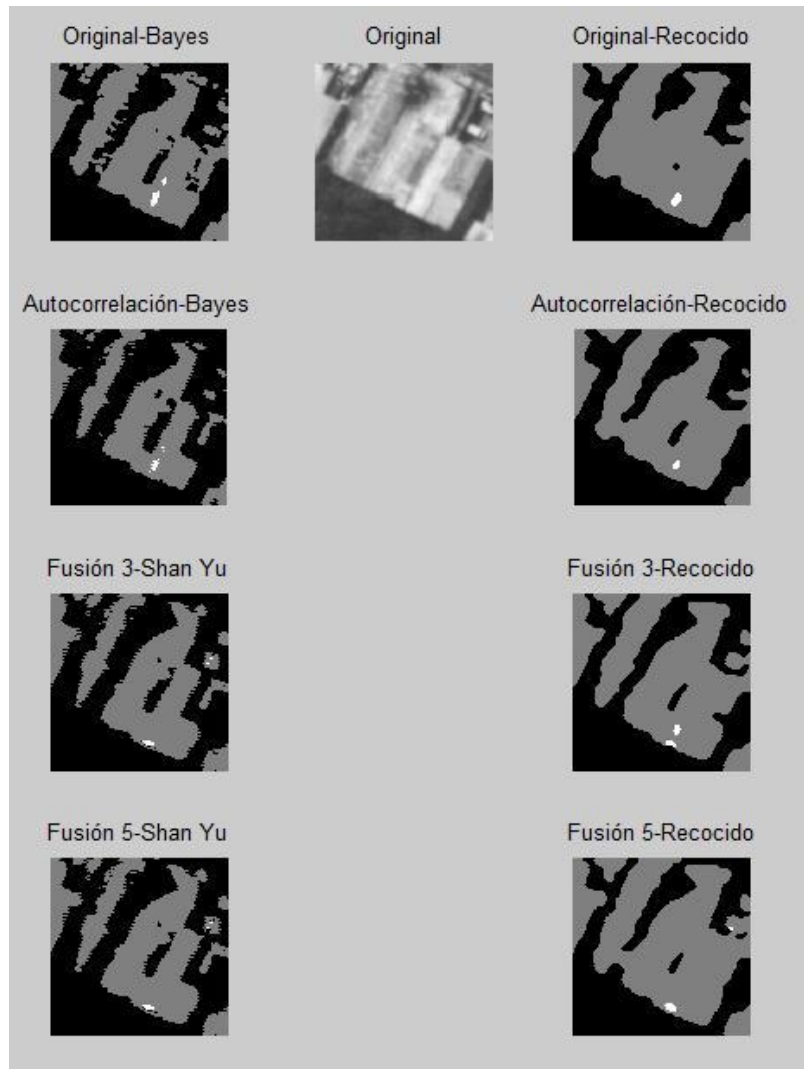 Original-Bayes
Original
Original-Recocido
Autocorrelación-Bayes
Autocorrelación-Recocido
Fusión 3-Shan Yu
Fusión 3-Recocido
Fusión 5-Shan Yu
Fusión 5-Recocido